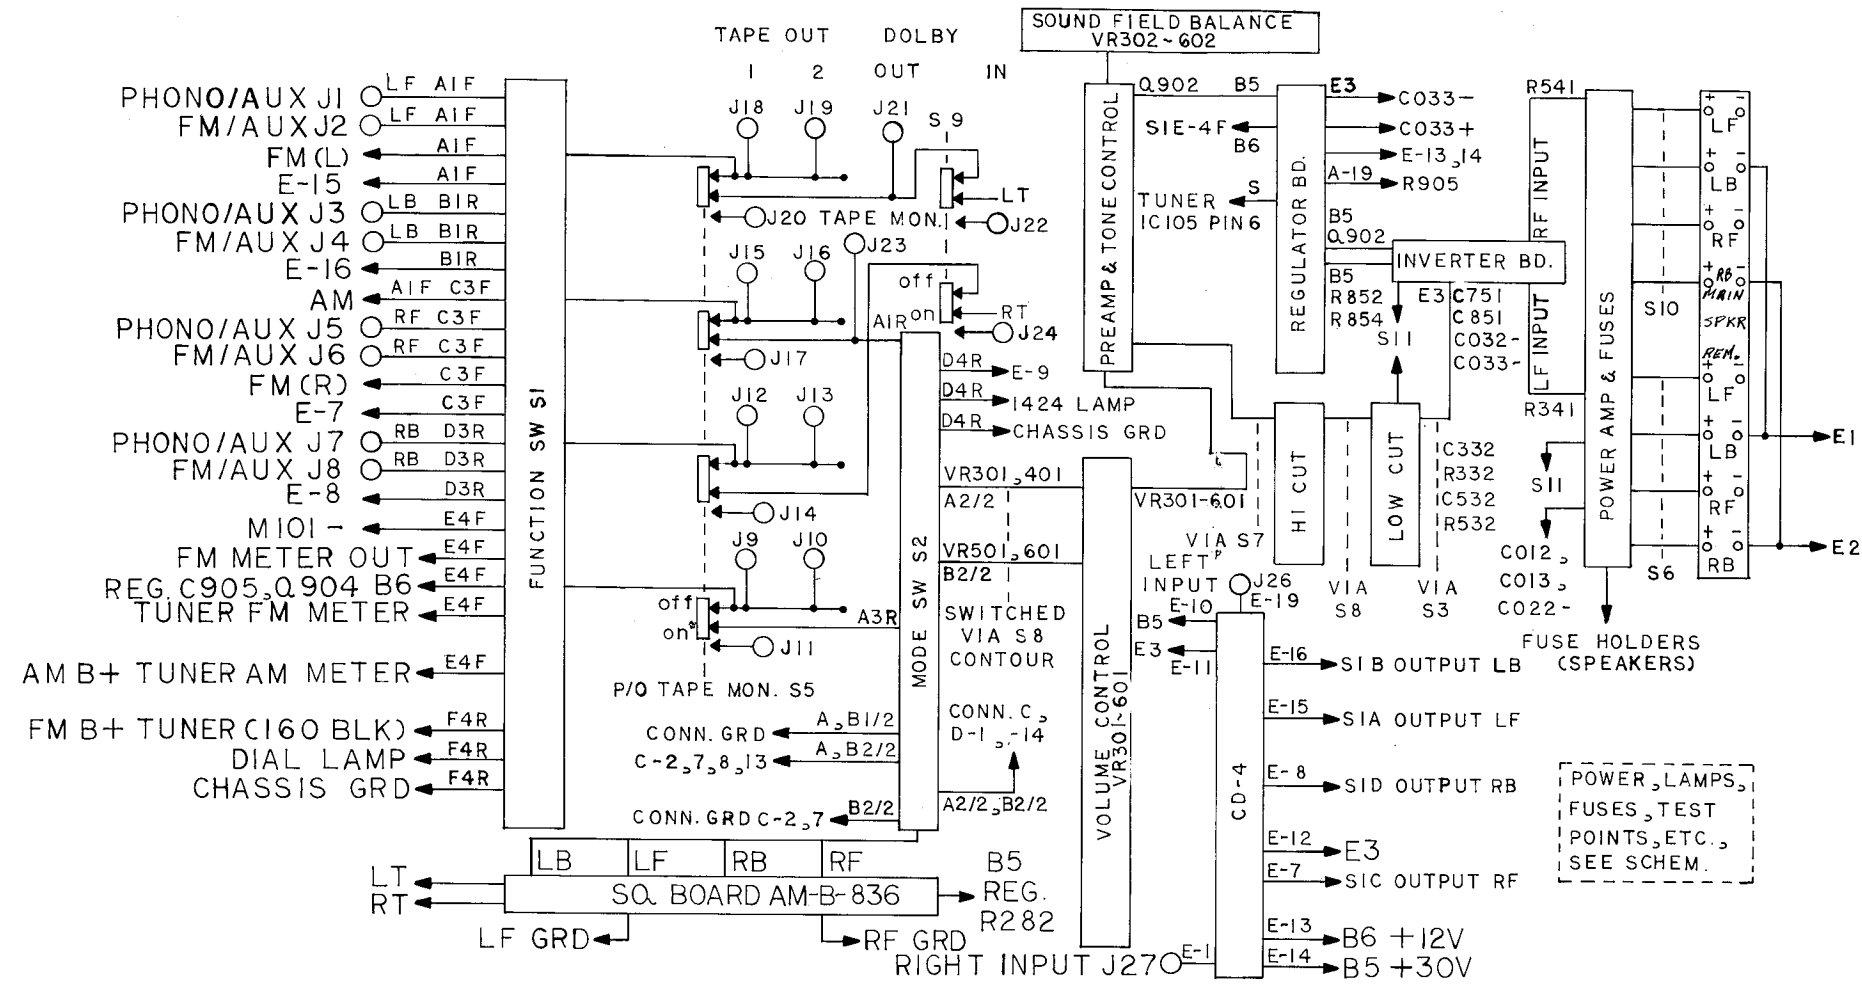 SOUND FIELD BALANCE
VR302~602
TAPE OUT
DOLBY
1
2
OUT
IN
PHONO/AUX J1
LF A1F
FM/AUX J2
LF A1F
FM(L)
A1F
E-15
A1F
PHONO/AUX J3
LB B1R
FM/AUX J4
LB B1R
E-16
B1R
AM
A1F C3F
PHONO/AUX J5
RF C3F
FM/AUX J6
RF C3F
FM(R)
C3F
E-7
C3F
PHONO/AUX J7
RB D3R
FM/AUX J8
RB D3R
E-8
D3R
M101-
E4F
FM METER OUT
E4F
REG. C905,Q904 B6
E4F
TUNER FM METER
E4F
AM B+ TUNER AM METER
E4F
FM B+ TUNER(C160 BLK)
F4R
DIAL LAMP
F4R
CHASSIS GRD
F4R
FUNCTION SW S1
J18
J19
J21
S9
LT
J20 TAPE MON.
J22
J23
J15
J16
off
on
RT
J24
A1R
J17
J12
J13
J14
J9
J10
off
on
A3R
J11
P/O TAPE MON. S5
MODE SW S2
D4R
E-9
D4R
1424 LAMP
D4R
CHASSIS GRD
VR301,401
A2/2
VR501,601
B2/2
SWITCHED
VIA S8
CONTOUR
CONN. C,
D-1,-14
A2/2,B2/2
CONN. GRD
A,B1/2
C-2,7,8,13
A,B2/2
CONN. GRD C-2,7
B2/2
LB
LF
RB
RF
LT
RT
SQ BOARD AM-B-836
B5
REG.
R282
LF GRD
RF GRD
PREAMP & TONE CONTROL
VOLUME CONTROL
VR301~601
VR301-601
Q902 B5
S1E-4F
B6
TUNER
IC105 PIN 6
S
REGULATOR BD.
E3
C033-
C033+
E-13,14
A-19
R905
B5
Q902
B5
R852
R854
INVERTER BD.
E3
C751
C851
C032-
C033-
S11
HI CUT
LOW CUT
VIA S7
VIA
S8
VIA
S3
C332
R332
C532
R532
R541
RF INPUT
LF INPUT
R341
POWER AMP & FUSES
S11
C012,
C013,
C022-
FUSE HOLDERS
(SPEAKERS)
S10
S6
+ -
LF
+ -
LB
+ -
RF
+ RB -
MAIN
SPKR
REM.
+ -
LF
+ -
LB
+ -
RF
+ -
RB
E1
E2
LEFT
INPUT
J26
E-19
E-10
B5
E3
E-11
CD-4
E-16
S1B OUTPUT LB
E-15
S1A OUTPUT LF
E-8
S1D OUTPUT RB
E-12
E3
E-7
S1C OUTPUT RF
E-13
B6 +12V
E-14
B5 +30V
RIGHT INPUT J27
E-1
POWER,LAMPS,
FUSES,TEST
POINTS,ETC.,
SEE SCHEM.